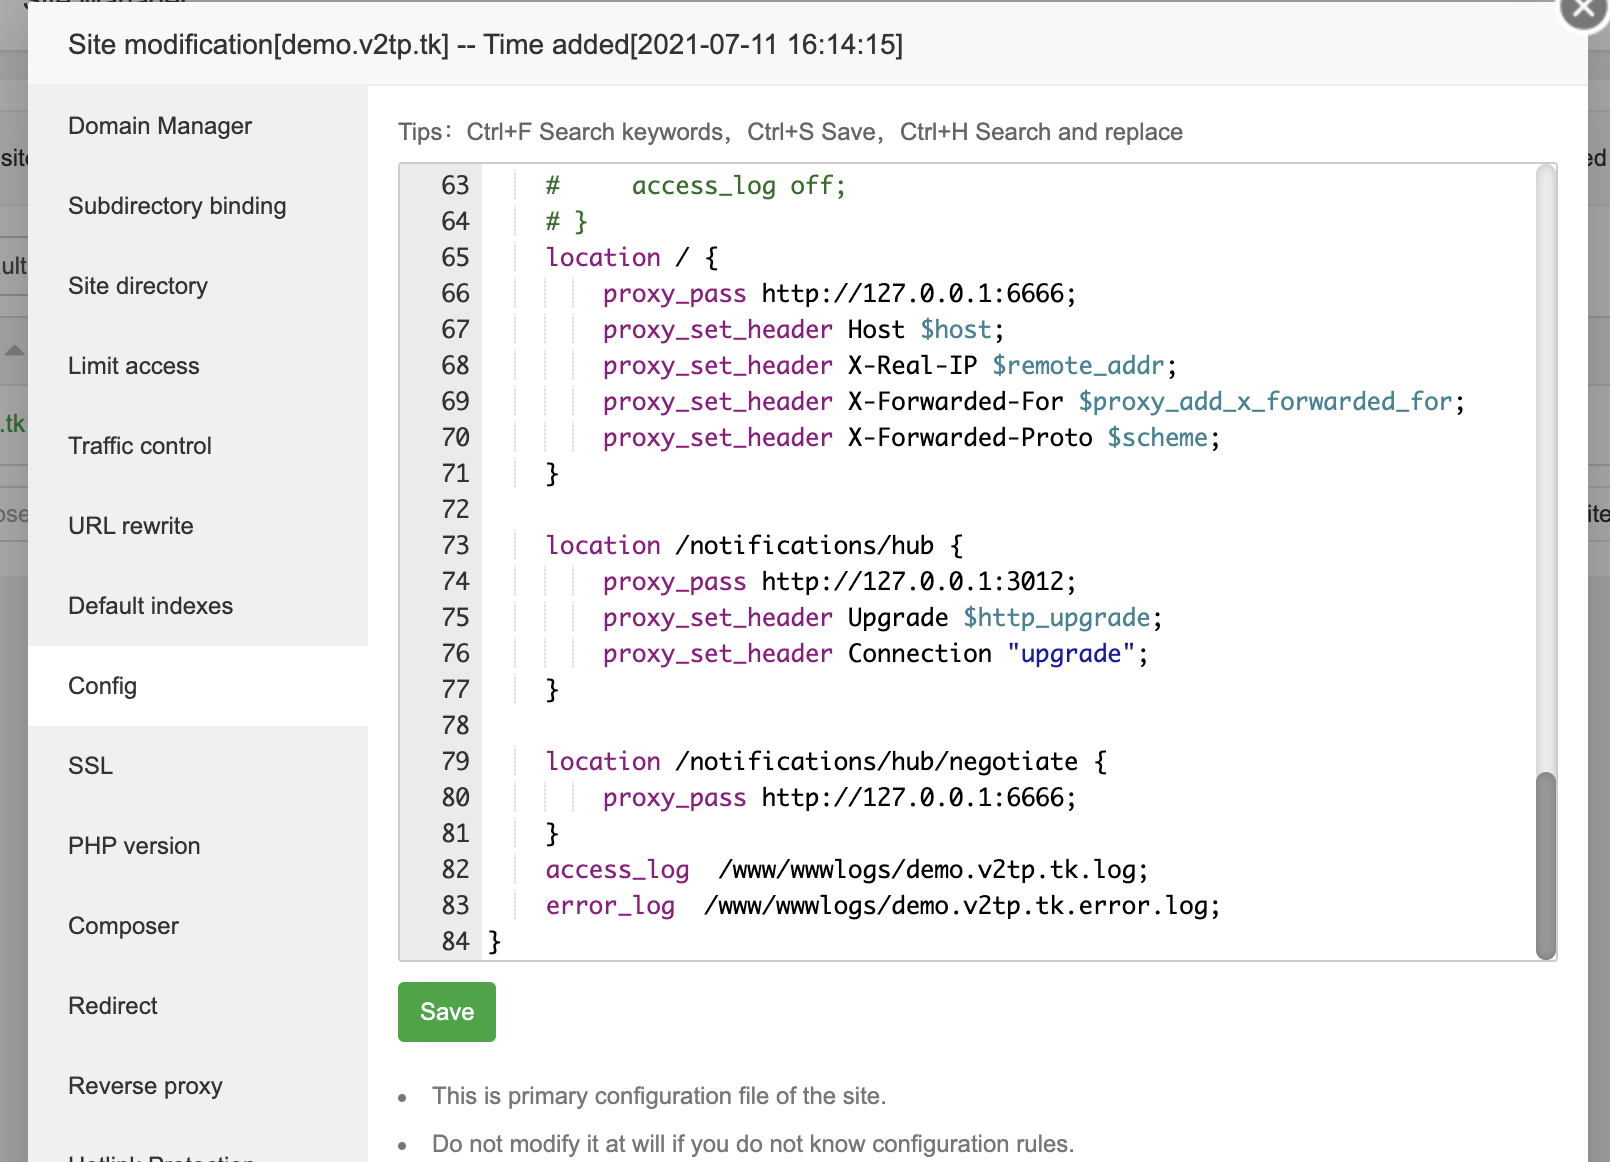 Site modification[demo.v2tp.tk] -- Time added[2021-07-11 16:14:15]
Domain Manager
Subdirectory binding
Site directory
Limit access
Traffic control
URL rewrite
Default indexes
Config
SSL
PHP version
Composer
Redirect
Reverse proxy
Hotlink Protection
Tips： Ctrl+F Search keywords， Ctrl+S Save， Ctrl+H Search and replace
63 #     access_log off;
64 # }
65 location / {
66 proxy_pass http://127.0.0.1:6666;
67 proxy_set_header Host $host;
68 proxy_set_header X-Real-IP $remote_addr;
69 proxy_set_header X-Forwarded-For $proxy_add_x_forwarded_for;
70 proxy_set_header X-Forwarded-Proto $scheme;
71 }
72
73 location /notifications/hub {
74 proxy_pass http://127.0.0.1:3012;
75 proxy_set_header Upgrade $http_upgrade;
76 proxy_set_header Connection "upgrade";
77 }
78
79 location /notifications/hub/negotiate {
80 proxy_pass http://127.0.0.1:6666;
81 }
82 access_log  /www/wwwlogs/demo.v2tp.tk.log;
83 error_log  /www/wwwlogs/demo.v2tp.tk.error.log;
84 }
Save
• This is primary configuration file of the site.
• Do not modify it at will if you do not know configuration rules.
.tk